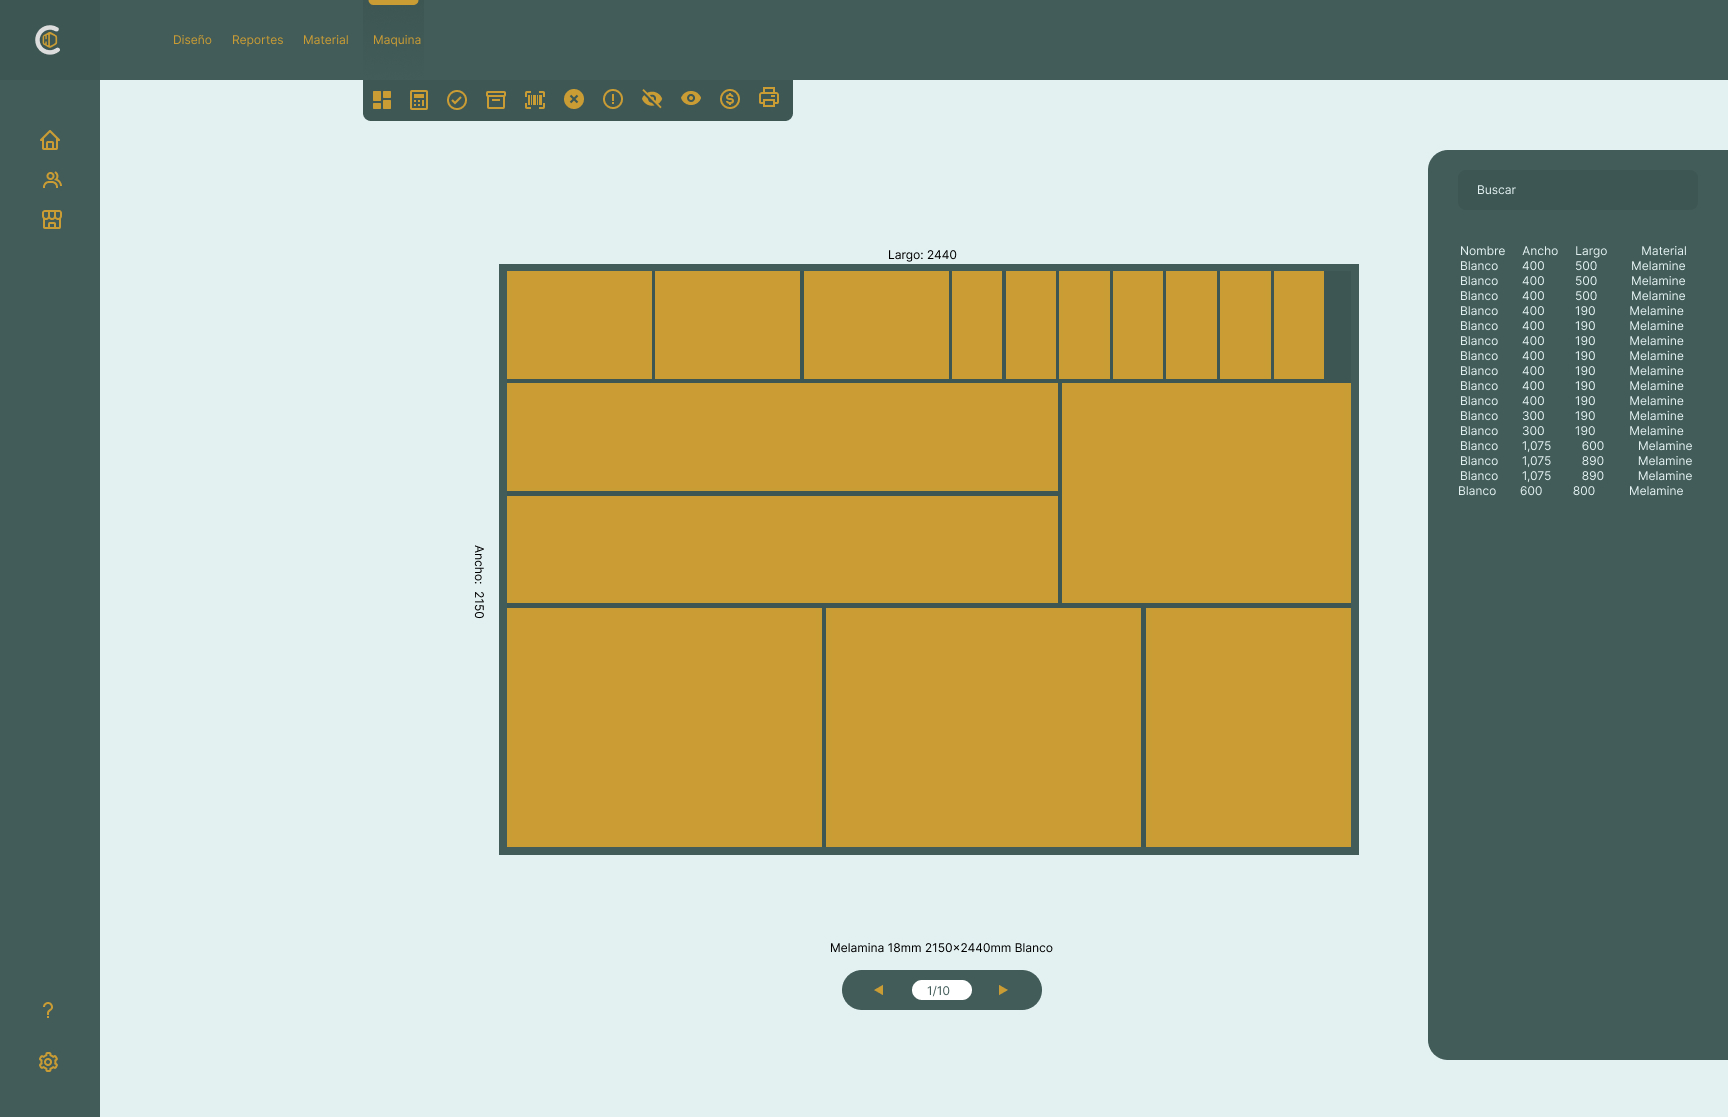 Diseño Reportes Material Maquina
Buscar
Largo: 2440
Nombre Ancho Largo Material
Blanco 400 500 Melamine
Blanco 400 500 Melamine
Blanco 400 500 Melamine
Blanco 400 190 Melamine
Blanco 400 190 Melamine
Blanco 400 190 Melamine
Blanco 400 190 Melamine
Blanco 400 190 Melamine
Blanco 400 190 Melamine
Blanco 400 190 Melamine
Blanco 300 190 Melamine
Blanco 300 190 Melamine
Blanco 1,075 600 Melamine
Blanco 1,075 890 Melamine
Blanco 1,075 890 Melamine
Blanco 600 800 Melamine
Ancho: 2150
Melamina 18mm 2150x2440mm Blanco
1/10